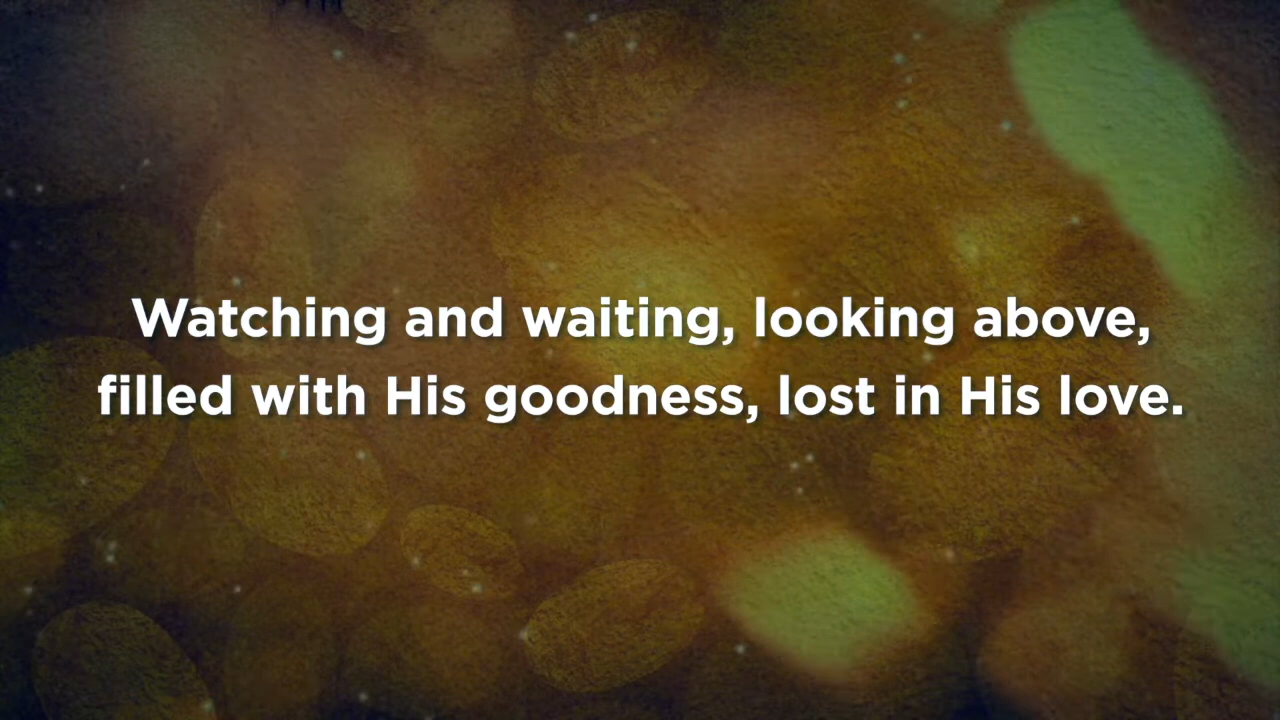 Watching and waiting, looking above,
filled with His goodness, lost in His love.